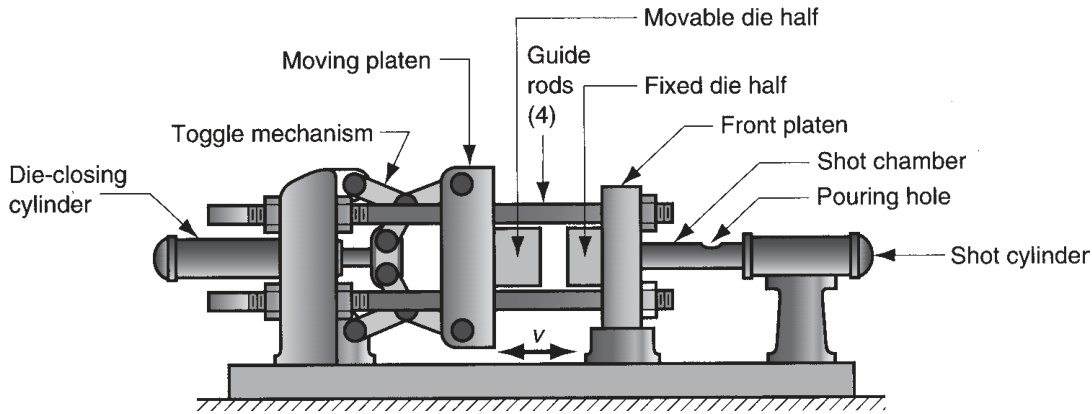 Movable die half
Guide
rods
(4)
Moving platen
Fixed die half
Toggle mechanism
Front platen
Die-closing
cylinder
Shot chamber
Pouring hole
Shot cylinder
v